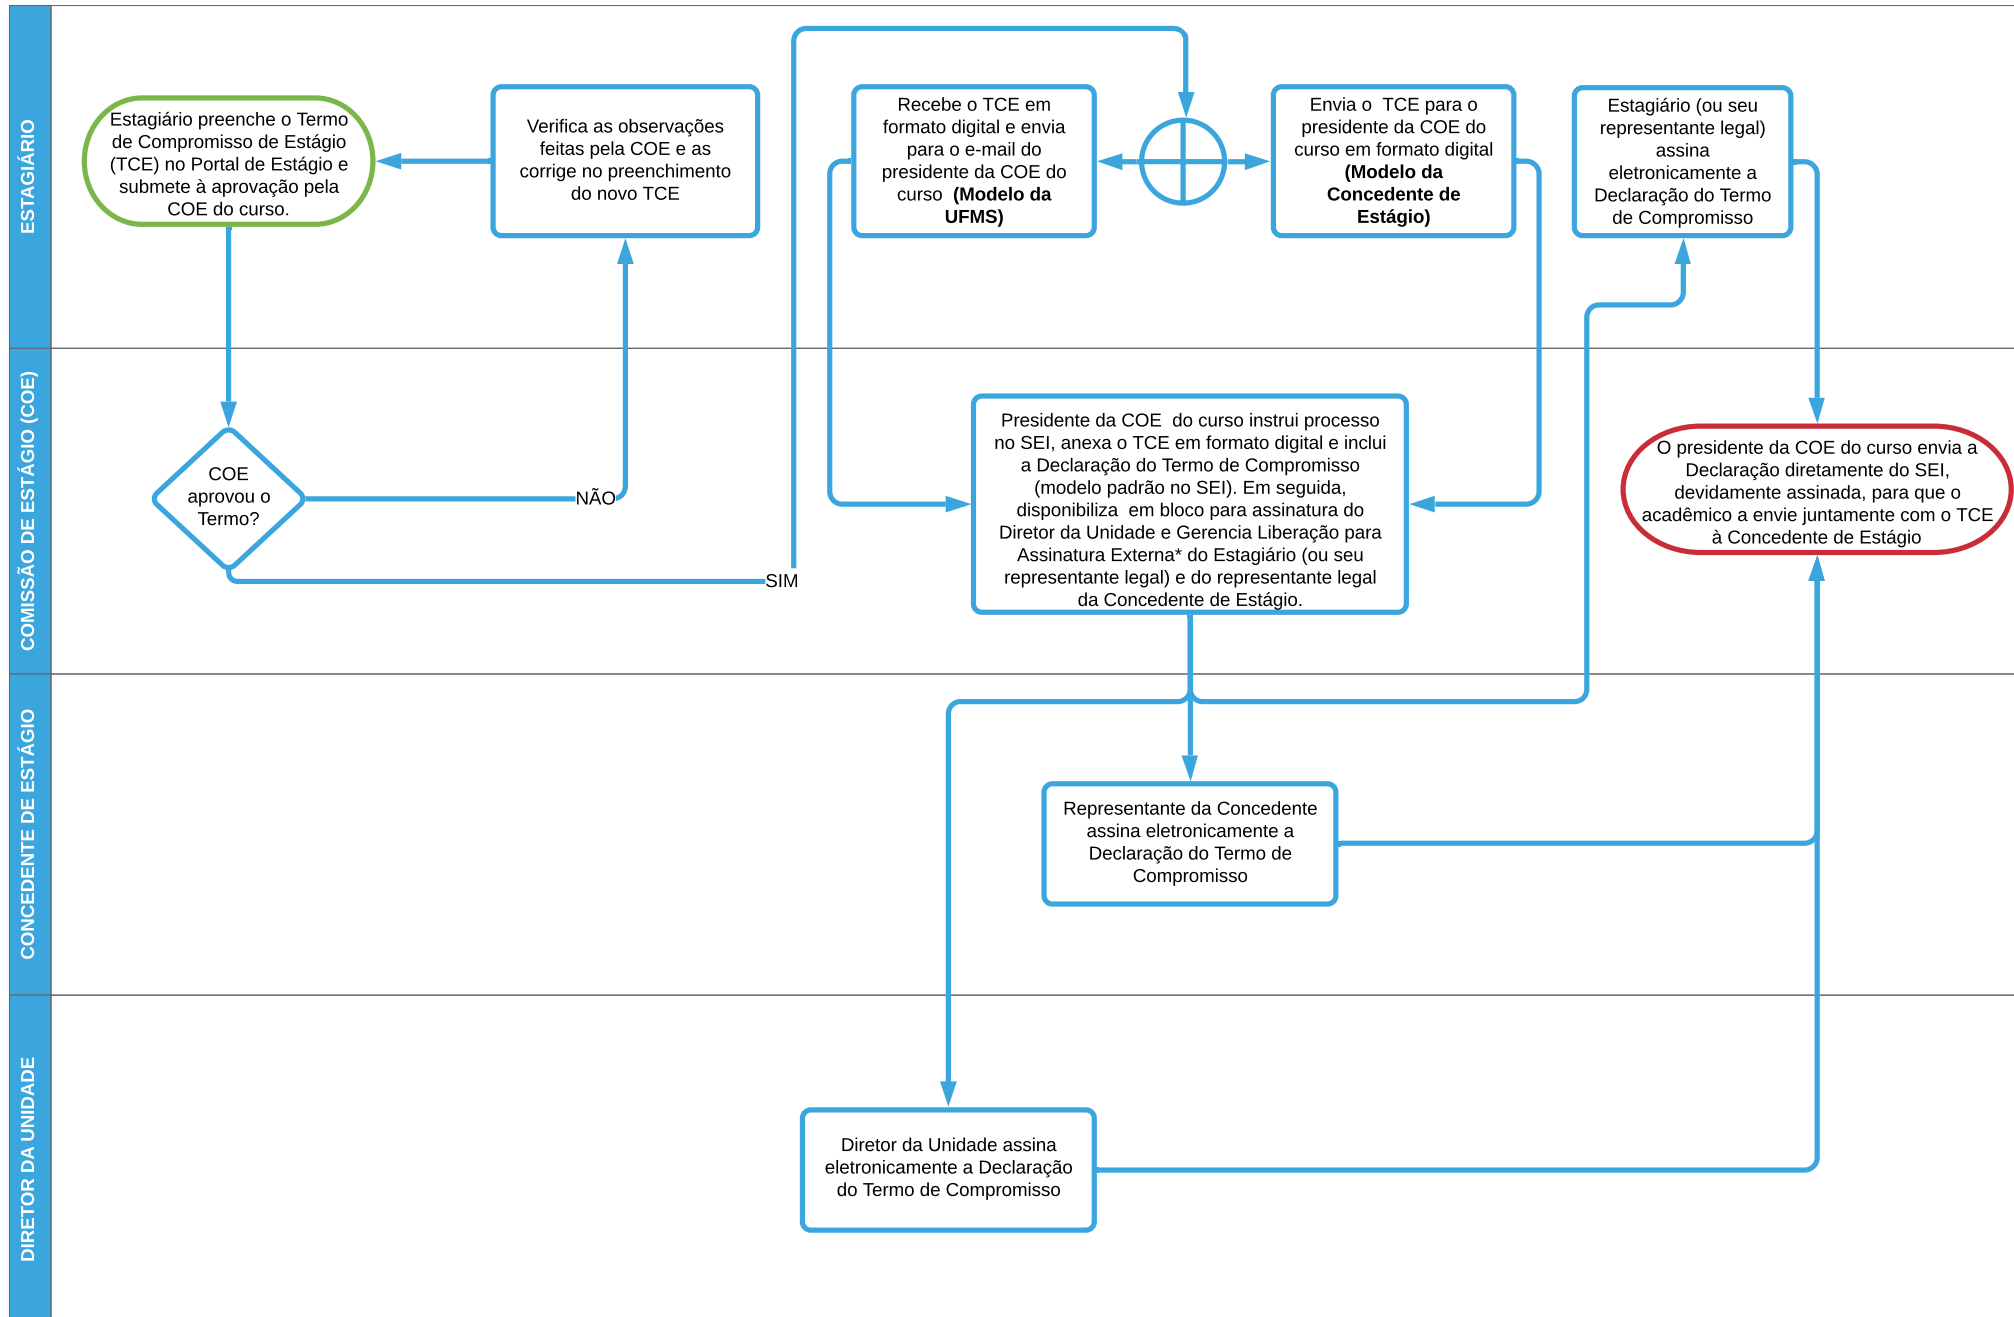 ESTAGIÁRIO
Estagiário preenche o Termo
de Compromisso de Estágio
(TCE) no Portal de Estágio e
submete à aprovação pela
COE do curso.
Verifica as observações
feitas pela COE e as
corrige no preenchimento
do novo TCE
Recebe o TCE em
formato digital e envia
para o e-mail do
presidente da COE do
curso (Modelo da
UFMS)
Envia o TCE para o
presidente da COE do
curso em formato digital
(Modelo da
Concedente de
Estágio)
Estagiário (ou seu
representante legal)
assina
eletronicamente a
Declaração do Termo
de Compromisso
COMISSÃO DE ESTÁGIO (COE)
COE
aprovou o
Termo?
NÃO
SIM
Presidente da COE do curso instrui processo
no SEI, anexa o TCE em formato digital e inclui
a Declaração do Termo de Compromisso
(modelo padrão no SEI). Em seguida,
disponibiliza em bloco para assinatura do
Diretor da Unidade e Gerencia Liberação para
Assinatura Externa* do Estagiário (ou seu
representante legal) e do representante legal
da Concedente de Estágio.
O presidente da COE do curso envia a
Declaração diretamente do SEI,
devidamente assinada, para que o
acadêmico a envie juntamente com o TCE
à Concedente de Estágio
CONCEDENTE DE ESTÁGIO
Representante da Concedente
assina eletronicamente a
Declaração do Termo de
Compromisso
DIRETOR DA UNIDADE
Diretor da Unidade assina
eletronicamente a Declaração
do Termo de Compromisso